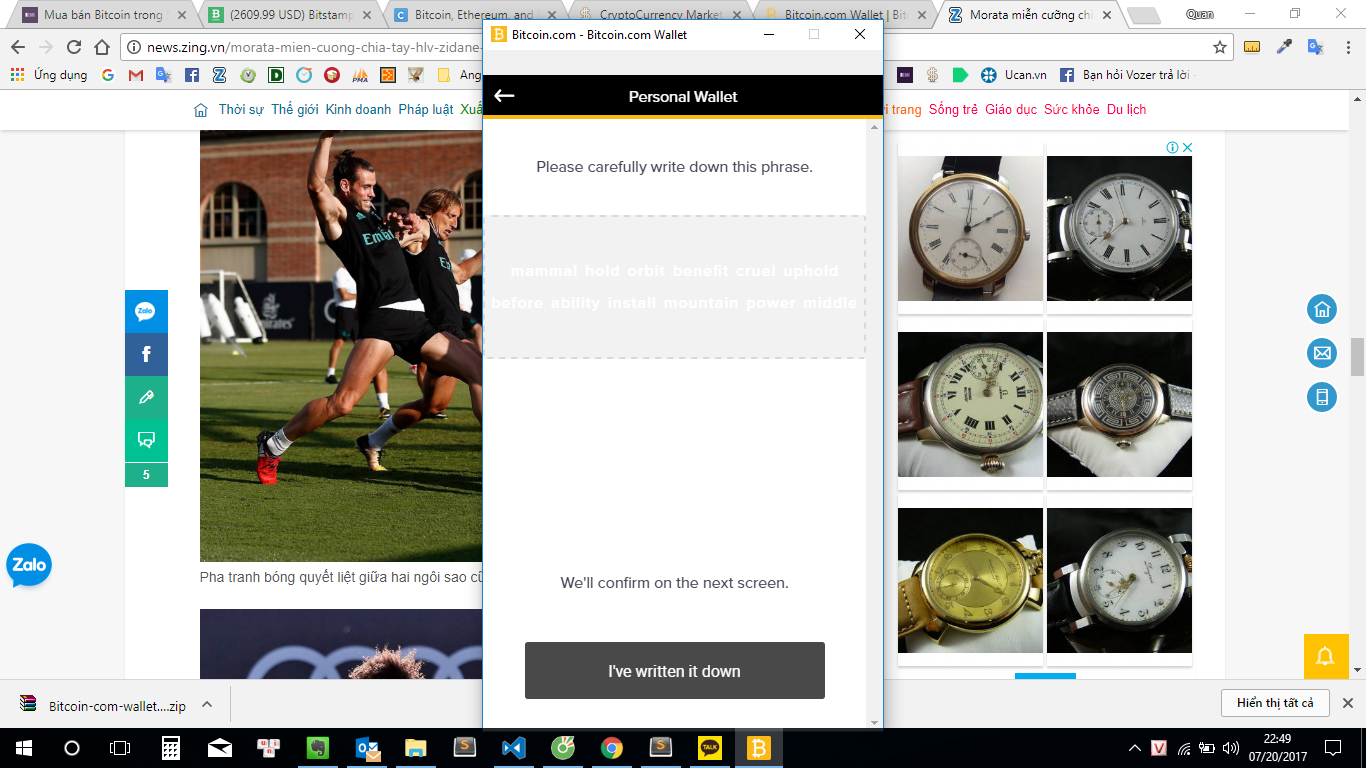 Mua bán Bitcoin trong
(2609.99 USD) Bitstamp
Bitcoin, Ethereum, and
CryptoCurrency Market
Bitcoin.com Wallet | Bit
Morata miễn cưỡng chi
Quan
news.zing.vn/morata-mien-cuong-chia-tay-hlv-zidane-
Ứng dụng
PMA
Ang
Ucan.vn
Bạn hỏi Vozer trả lời
Thời sự Thế giới Kinh doanh Pháp luật Xuấ
i trang Sống trẻ Giáo dục Sức khỏe Du lịch
Bitcoin.com - Bitcoin.com Wallet
Personal Wallet
Please carefully write down this phrase.
mammal hold orbit benefit cruel uphold
before ability install mountain power middle
We'll confirm on the next screen.
I've written it down
Zalo
5
Zalo
Emirates
Pha tranh bóng quyết liệt giữa hai ngôi sao cũ
Bitcoin-com-wallet....zip
Hiển thị tất cả
TALK
22:49
07/20/2017